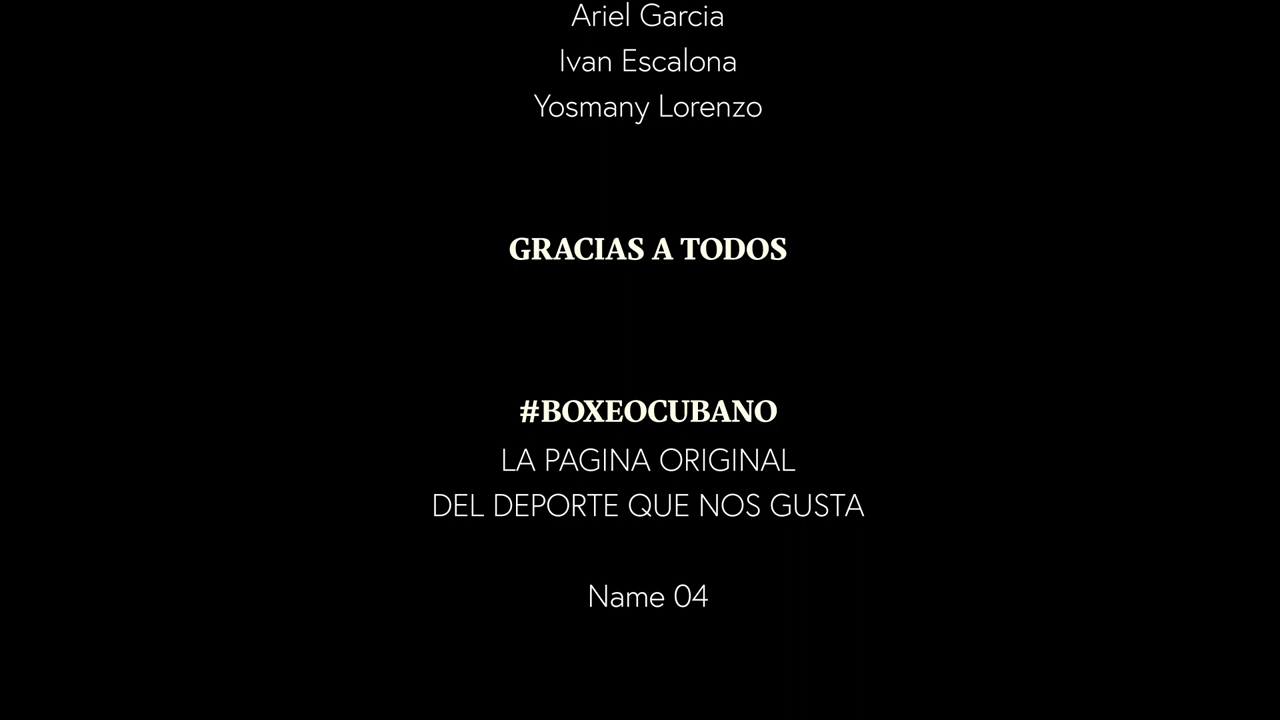 Ariel Garcia
Ivan Escalona
Yosmany Lorenzo
GRACIAS A TODOS
#BOXEOCUBANO
LA PAGINA ORIGINAL
DEL DEPORTE QUE NOS GUSTA
Name 04